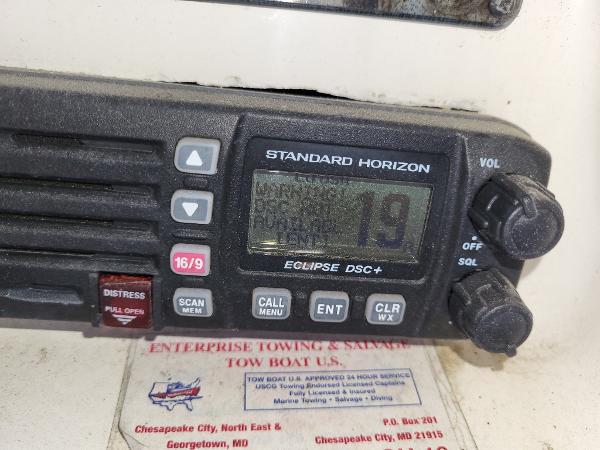 STANDARD HORIZON
VOL
WARNING!
19
OFF
16/9
ECLIPSE DSC+
SQL
DISTRESS
PULL OPEN
SCAN
MEM
CALL
MENU
ENT
CLR
WX
ENTERPRISE TOWING & SALVAGE
TOW BOAT U.S.
TOW BOAT U.S. APPROVED 24 HOUR SERVICE
USCG Towing Endorsed Licensed Captains
Fully Licensed & Insured
Marine Towing • Salvage • Diving
Chesapeake City, North East &
Georgetown, MD
P.O. Box 201
Chesapeake City, MD 21915